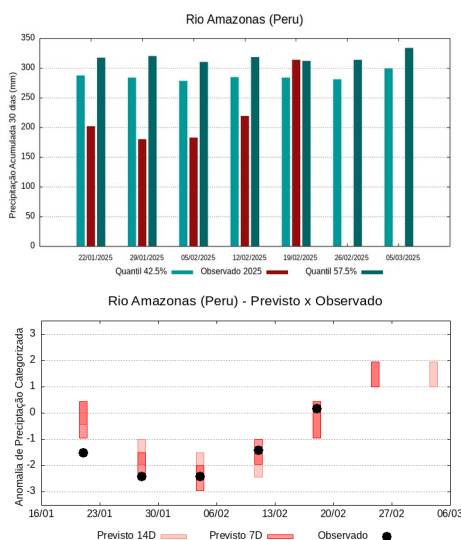 Rio Amazonas (Peru)
Precipitação Acumulada 30 dias (mm)
350
300
250
200
150
100
50
0
22/01/2025 29/01/2025 05/02/2025 12/02/2025 19/02/2025 26/02/2025 05/03/2025
Quantil 42.5% Observado 2025 Quantil 57.5%
Rio Amazonas (Peru) - Previsto x Observado
Anomalia de Preciptação Categorizada
3
2
1
0
-1
-2
-3
16/01 23/01 30/01 06/02 13/02 20/02 27/02 06/03
Previsto 14D Previsto 7D Observado